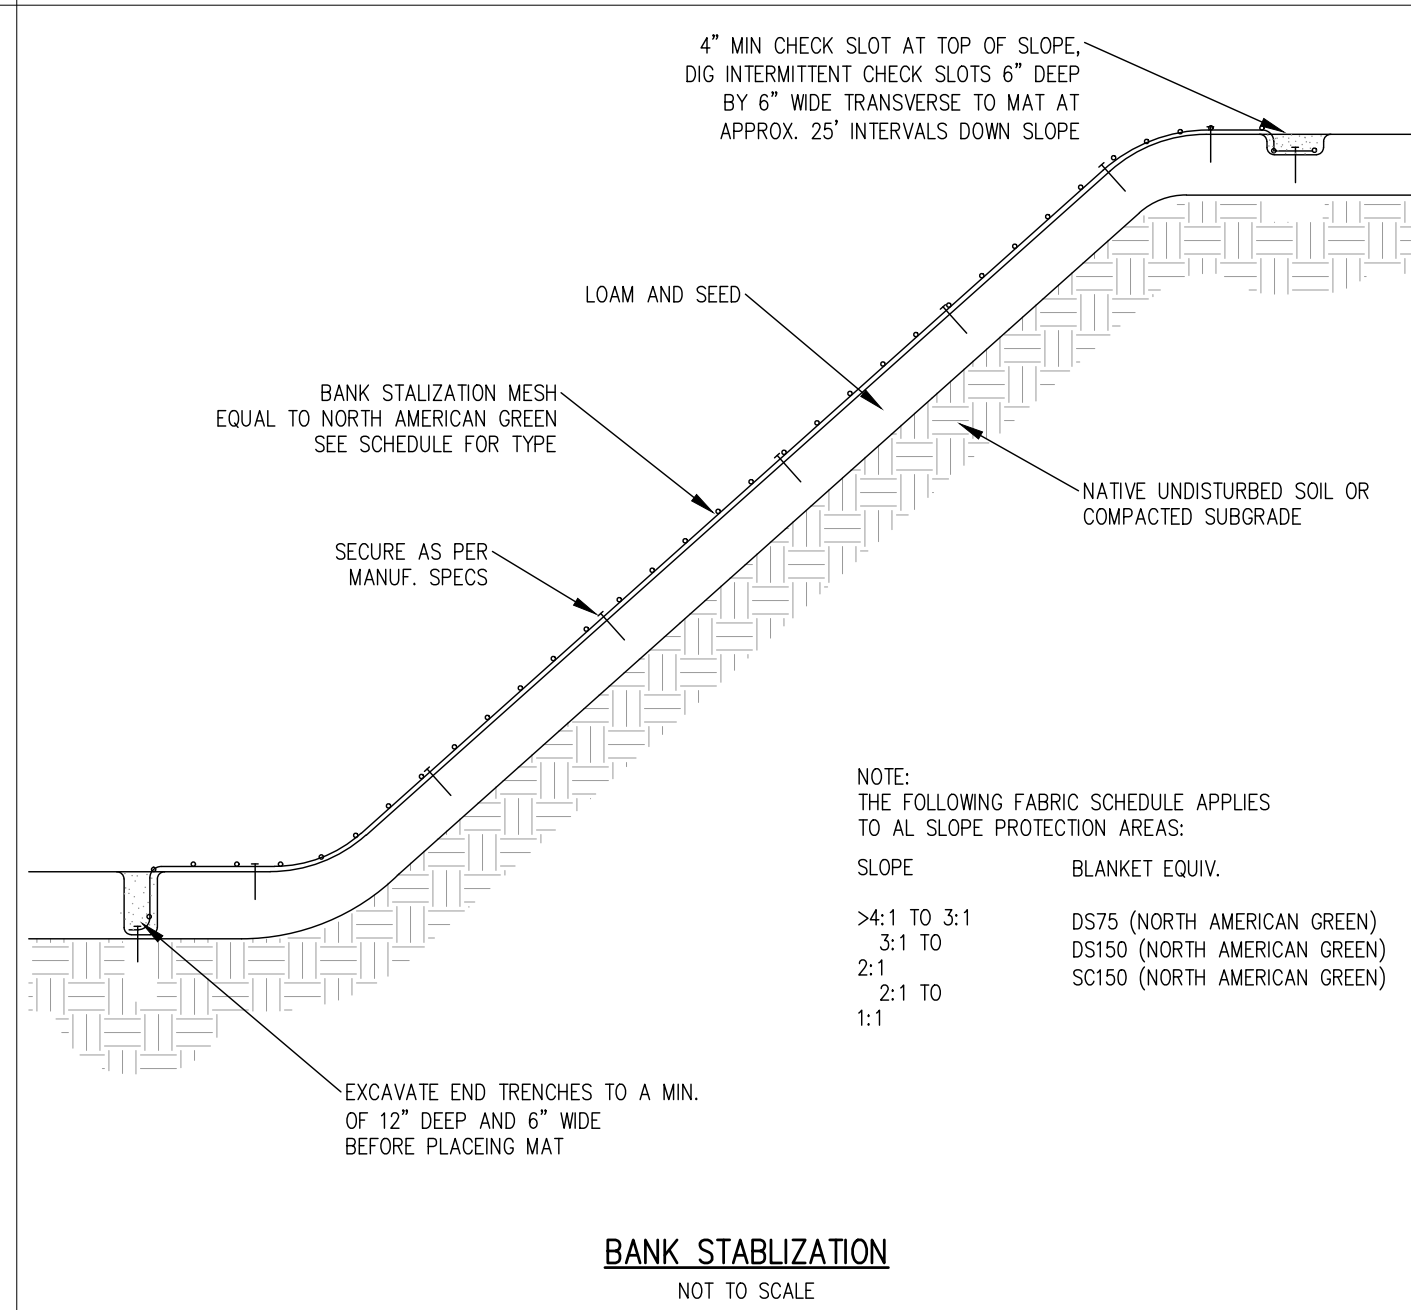 4” MIN CHECK SLOT AT TOP OF SLOPE,
DIG INTERMITTENT CHECK SLOTS 6” DEEP
BY 6” WIDE TRANSVERSE TO MAT AT
APPROX. 25’ INTERVALS DOWN SLOPE
LOAM AND SEED
BANK STALIZATION MESH
EQUAL TO NORTH AMERICAN GREEN
SEE SCHEDULE FOR TYPE
NATIVE UNDISTURBED SOIL OR
COMPACTED SUBGRADE
SECURE AS PER
MANUF. SPECS
NOTE:
THE FOLLOWING FABRIC SCHEDULE APPLIES
TO AL SLOPE PROTECTION AREAS:
SLOPE BLANKET EQUIV.
>4:1 TO 3:1 DS75 (NORTH AMERICAN GREEN)
3:1 TO DS150 (NORTH AMERICAN GREEN)
2:1 SC150 (NORTH AMERICAN GREEN)
2:1 TO
1:1
EXCAVATE END TRENCHES TO A MIN.
OF 12” DEEP AND 6” WIDE
BEFORE PLACEING MAT
BANK STABLIZATION
NOT TO SCALE